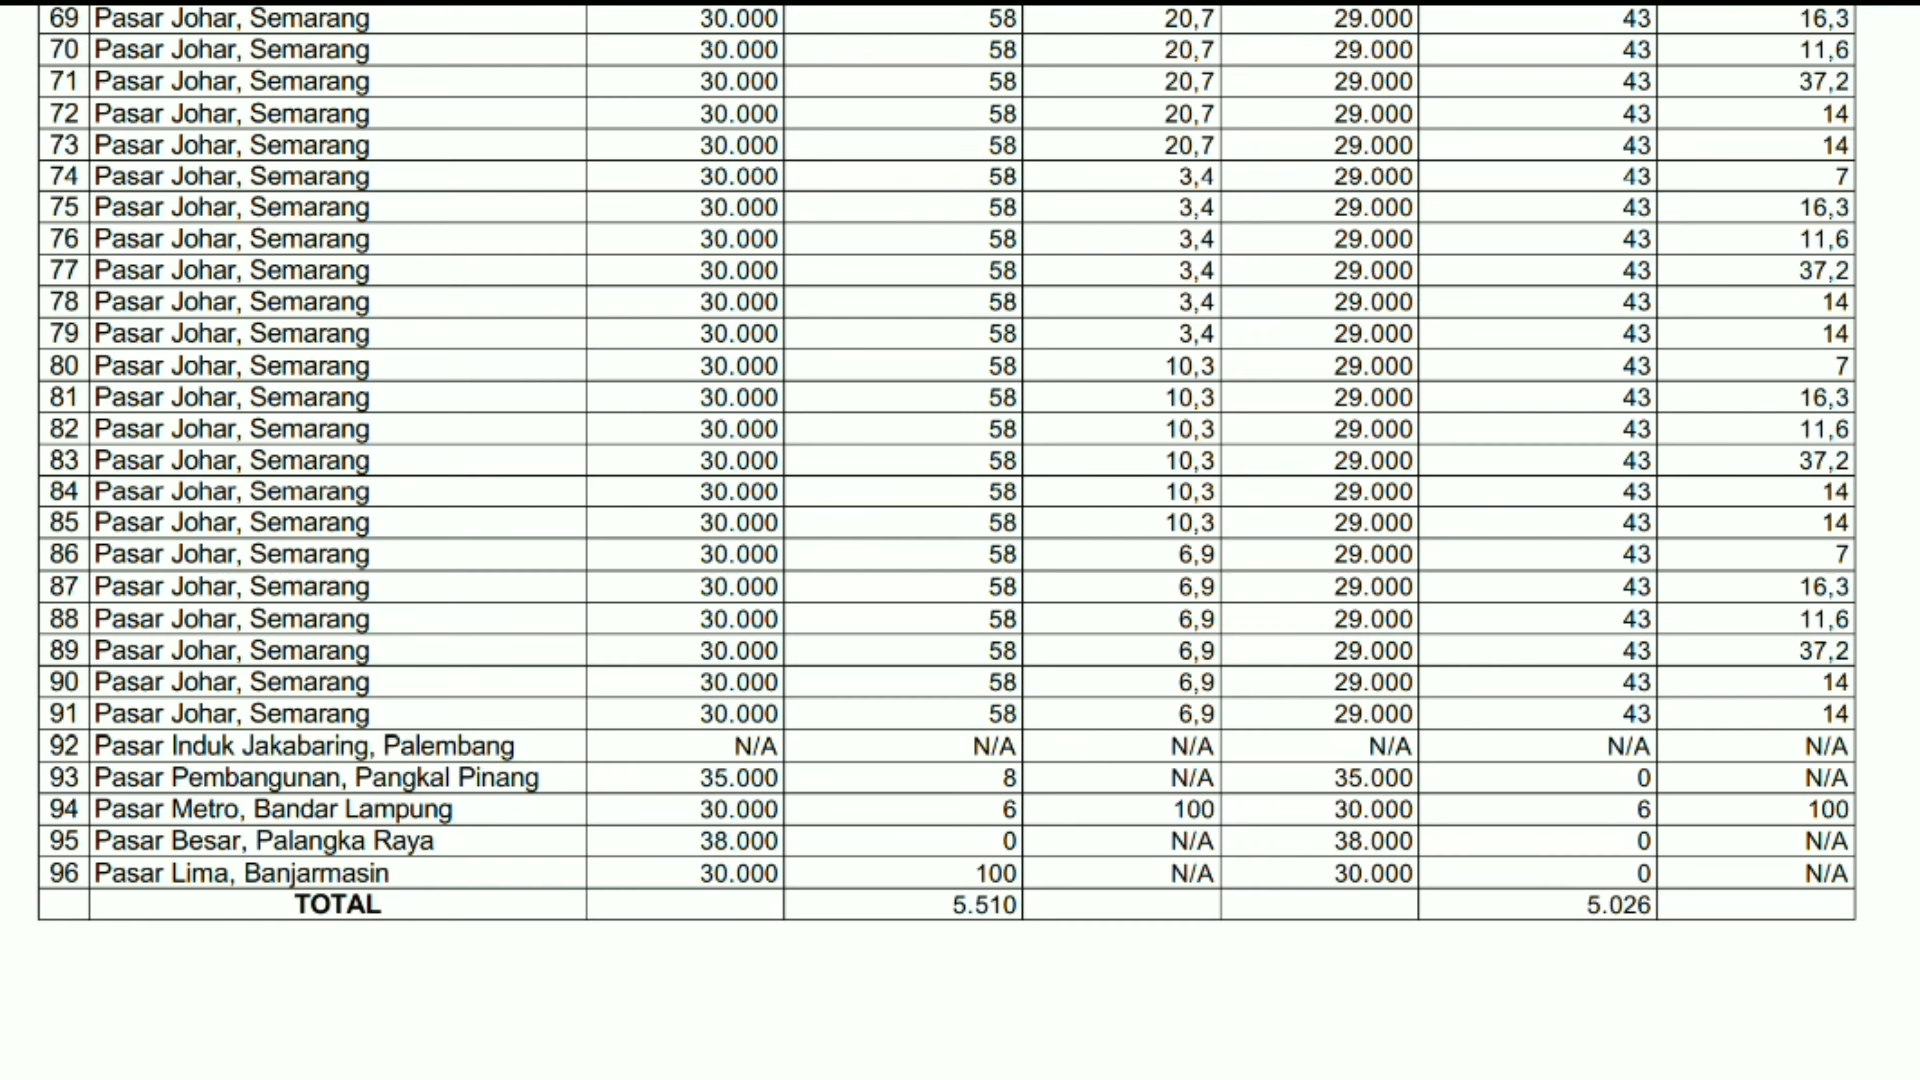 69 Pasar Johar, Semarang 30.000 58 20,7 29.000 43 16,3
70 Pasar Johar, Semarang 30.000 58 20,7 29.000 43 11,6
71 Pasar Johar, Semarang 30.000 58 20,7 29.000 43 37,2
72 Pasar Johar, Semarang 30.000 58 20,7 29.000 43 14
73 Pasar Johar, Semarang 30.000 58 20,7 29.000 43 14
74 Pasar Johar, Semarang 30.000 58 3,4 29.000 43 7
75 Pasar Johar, Semarang 30.000 58 3,4 29.000 43 16,3
76 Pasar Johar, Semarang 30.000 58 3,4 29.000 43 11,6
77 Pasar Johar, Semarang 30.000 58 3,4 29.000 43 37,2
78 Pasar Johar, Semarang 30.000 58 3,4 29.000 43 14
79 Pasar Johar, Semarang 30.000 58 3,4 29.000 43 14
80 Pasar Johar, Semarang 30.000 58 10,3 29.000 43 7
81 Pasar Johar, Semarang 30.000 58 10,3 29.000 43 16,3
82 Pasar Johar, Semarang 30.000 58 10,3 29.000 43 11,6
83 Pasar Johar, Semarang 30.000 58 10,3 29.000 43 37,2
84 Pasar Johar, Semarang 30.000 58 10,3 29.000 43 14
85 Pasar Johar, Semarang 30.000 58 10,3 29.000 43 14
86 Pasar Johar, Semarang 30.000 58 6,9 29.000 43 7
87 Pasar Johar, Semarang 30.000 58 6,9 29.000 43 16,3
88 Pasar Johar, Semarang 30.000 58 6,9 29.000 43 11,6
89 Pasar Johar, Semarang 30.000 58 6,9 29.000 43 37,2
90 Pasar Johar, Semarang 30.000 58 6,9 29.000 43 14
91 Pasar Johar, Semarang 30.000 58 6,9 29.000 43 14
92 Pasar Induk Jakabaring, Palembang N/A N/A N/A N/A N/A N/A
93 Pasar Pembangunan, Pangkal Pinang 35.000 8 N/A 35.000 0 N/A
94 Pasar Metro, Bandar Lampung 30.000 6 100 30.000 6 100
95 Pasar Besar, Palangka Raya 38.000 0 N/A 38.000 0 N/A
96 Pasar Lima, Banjarmasin 30.000 100 N/A 30.000 0 N/A
TOTAL 5.510 5.026